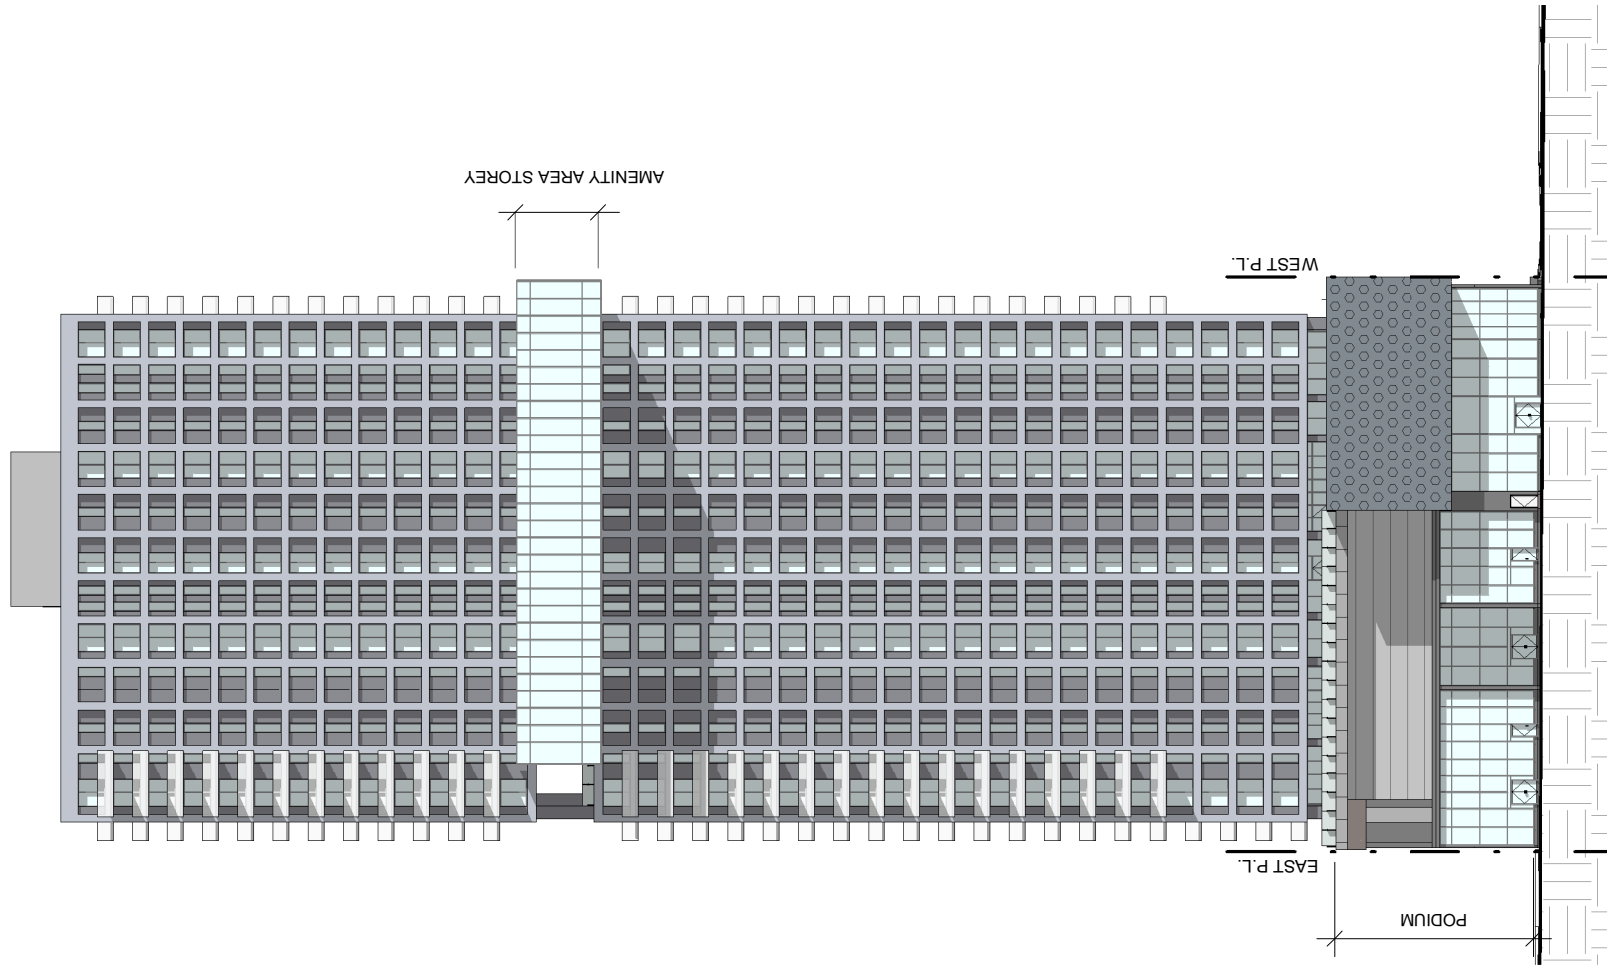 AMENITY AREA STOREY
WEST P.L.
EAST P.L.
PODIUM